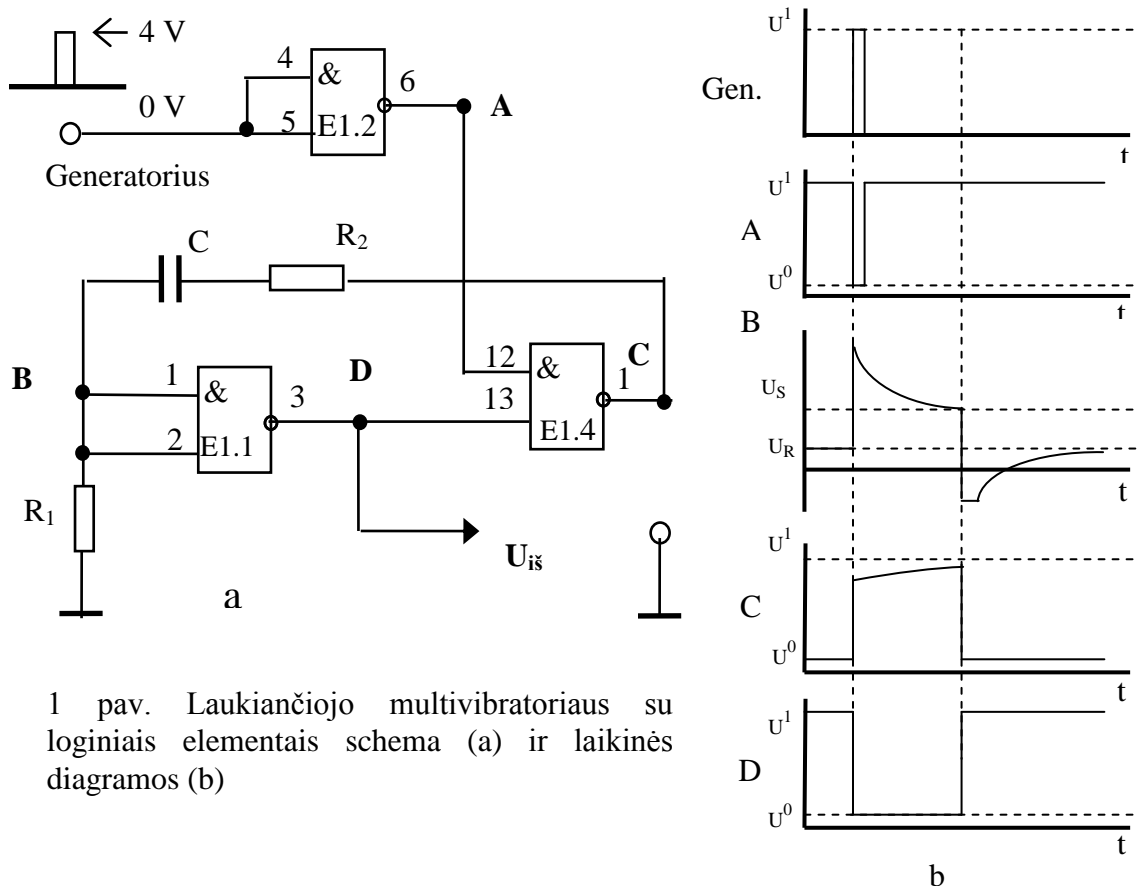 4 V
0 V
Generatorius
4
&
6
5
E1.2
A
C
R₂
B
1
&
3
2
E1.1
D
12
&
C
1
13
E1.4
R₁
Uiš
a
1 pav. Laukiančiojo multivibratoriaus su
loginiais elementais schema (a) ir laikinės
diagramos (b)
U¹
Gen.
t
U¹
A
U⁰
t
B
U_S
U_R
t
U¹
C
U⁰
t
U¹
D
U⁰
t
b